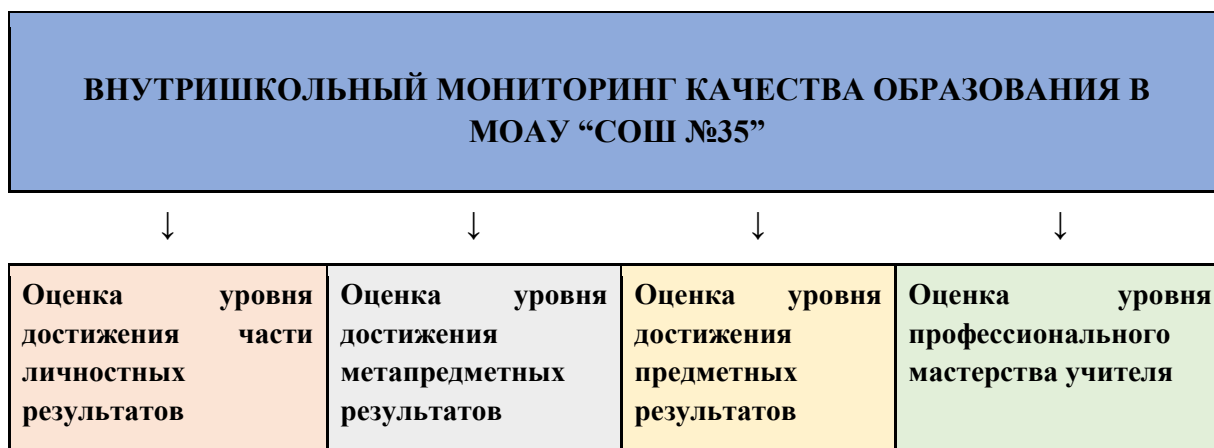 ВНУТРИШКОЛЬНЫЙ МОНИТОРИНГ КАЧЕСТВА ОБРАЗОВАНИЯ В
МОАУ “СОШ №35”
↓ ↓ ↓ ↓
Оценка уровня
достижения части
личностных
результатов
Оценка уровня
достижения
метапредметных
результатов
Оценка уровня
достижения
предметных
результатов
Оценка уровня
профессионального
мастерства учителя